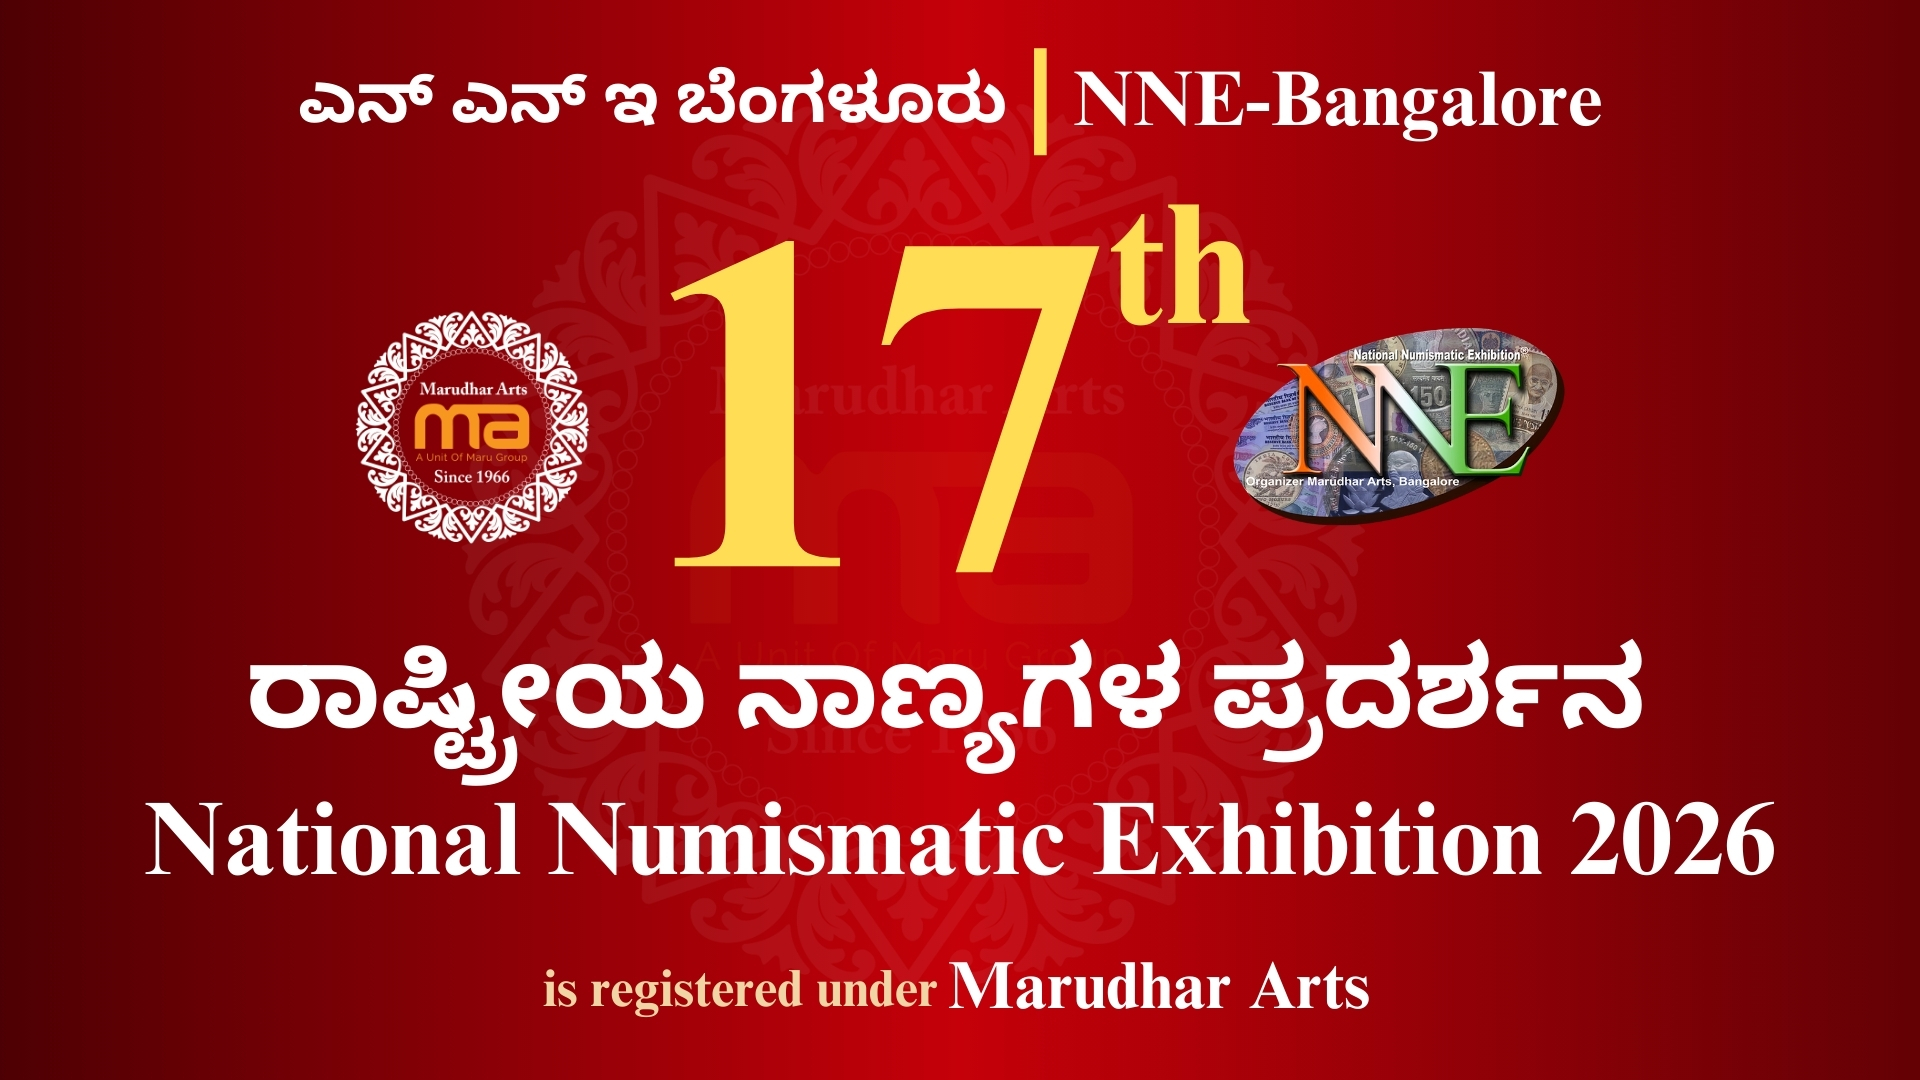 ಎನ್ ಎನ್ ಇ ಬೆಂಗಳೂರು | NNE-Bangalore
17th
Marudhar Arts
ma
A Unit Of Maru Group
Since 1966
National Numismatic Exhibition®
NNE
Organizer Marudhar Arts, Bangalore
ರಾಷ್ಟ್ರೀಯ ನಾಣ್ಯಗಳ ಪ್ರದರ್ಶನ
National Numismatic Exhibition 2026
is registered under Marudhar Arts